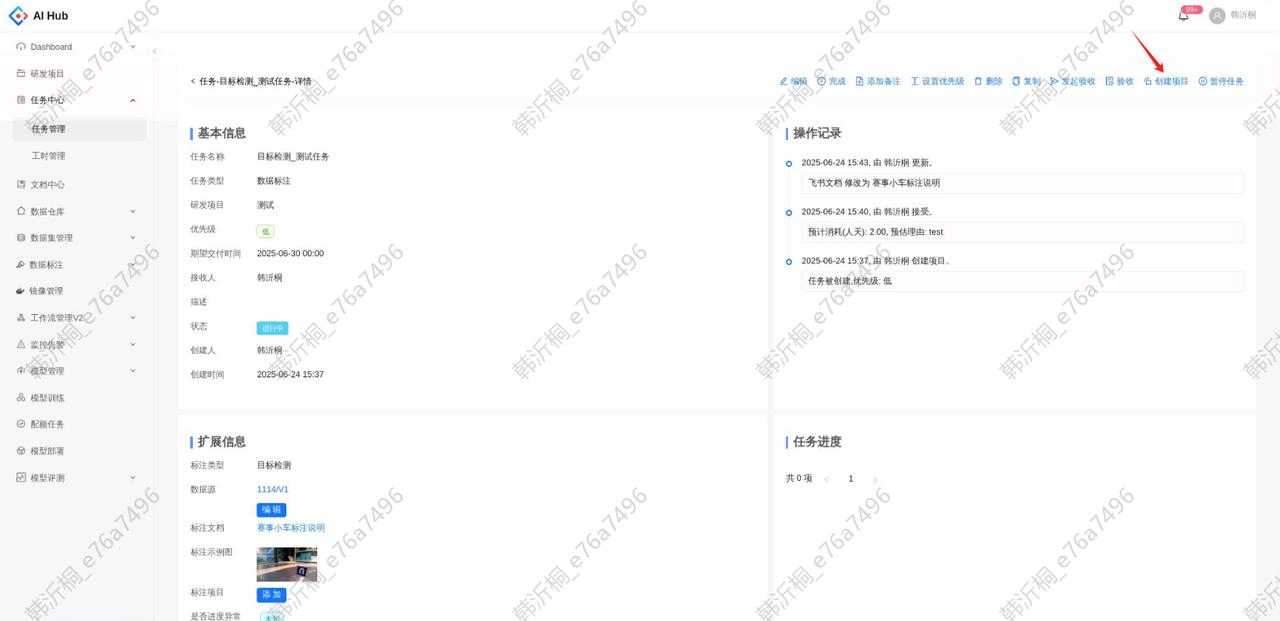 AI Hub
99+
韩沂桐
Dashboard
研发项目
任务中心
任务管理
工时管理
文档中心
数据仓库
数据集管理
数据标注
镜像管理
工作流管理V2
监控告警
模型管理
模型训练
配额任务
模型部署
模型评测
< 任务-目标检测_测试任务-详情
编辑 完成 添加备注 设置优先级 删除 复制 发起验收 验收 创建项目 暂停任务
基本信息
任务名称 目标检测_测试任务
任务类型 数据标注
研发项目 测试
优先级 低
期望交付时间 2025-06-30 00:00
接收人 韩沂桐
描述
状态 进行中
创建人 韩沂桐
创建时间 2025-06-24 15:37
操作记录
2025-06-24 15:43, 由 韩沂桐 更新。
飞书文档 修改为 赛事小车标注说明
2025-06-24 15:40, 由 韩沂桐 接受。
预计消耗(人天): 2.00, 预估理由: test
2025-06-24 15:37, 由 韩沂桐 创建项目。
任务被创建,优先级: 低
扩展信息
标注类型 目标检测
数据源 1114/V1
编 辑
标注文档 赛事小车标注说明
标注示例图
标注项目 添 加
是否进度异常 未知
任务进度
共 0 项 < 1 >
韩沂桐_e76a7496